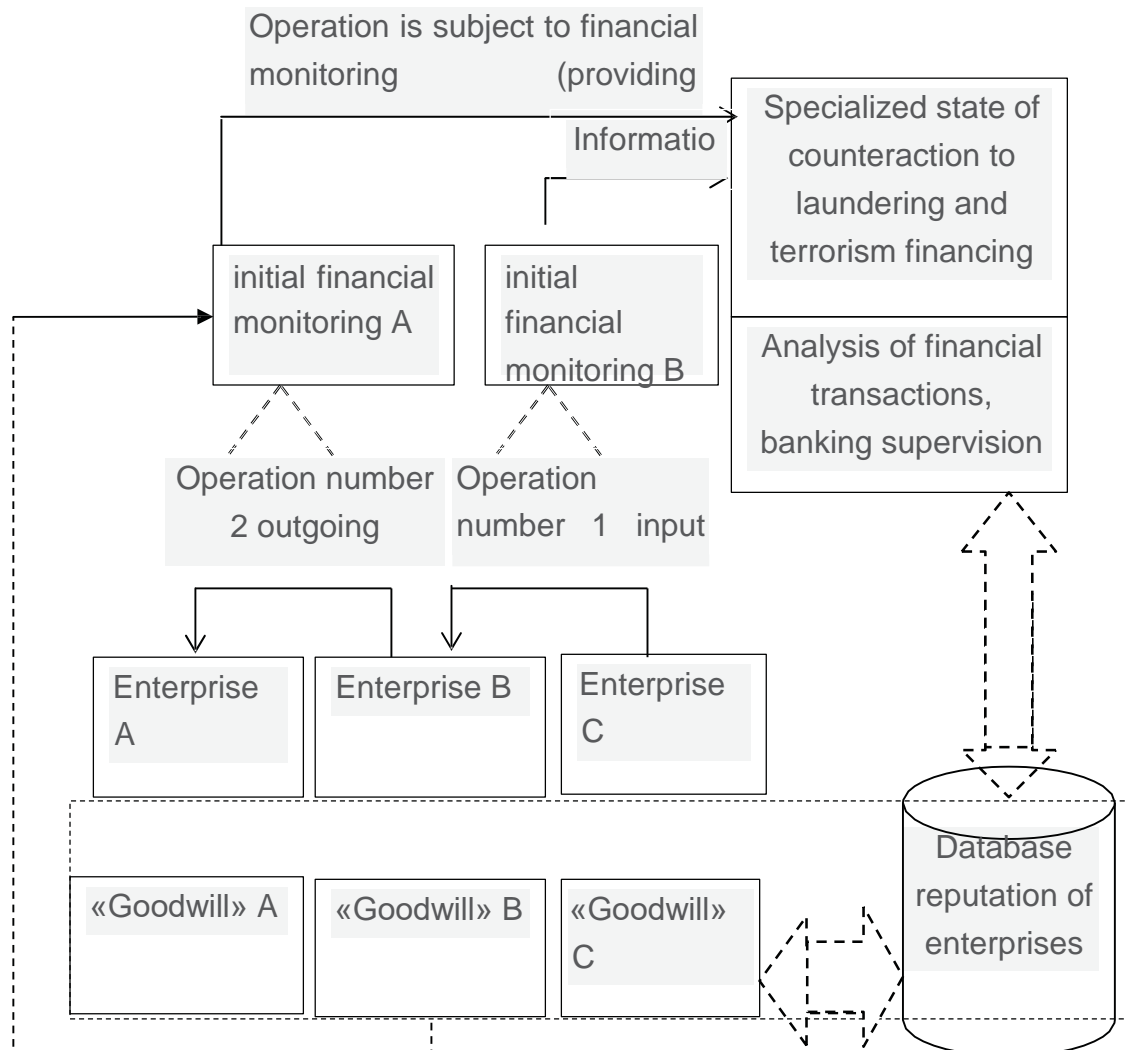 Operation is subject to financial
monitoring (providing
Informatio
Specialized state of
counteraction to
laundering and
terrorism financing
initial financial
monitoring A
initial
financial
monitoring B
Analysis of financial
transactions,
banking supervision
Operation number
2 outgoing
Operation
number 1 input
Enterprise
A
Enterprise B
Enterprise
C
Database
reputation of
enterprises
«Goodwill» A
«Goodwill» B
«Goodwill»
C